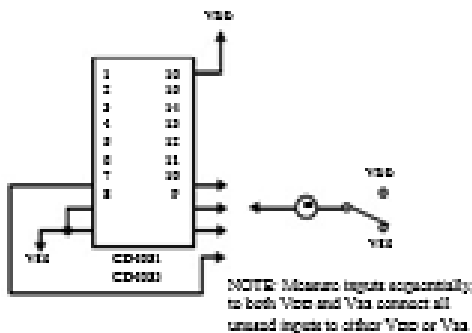 VDD
1 16
2 15
3 14
4 13
5 12
6 11
7 10
8 9
VDD
VSS
VSS
NOTE: Measure inputs sequentially,
to both VDD and VSS connect all
unused inputs to either VDD or VSS